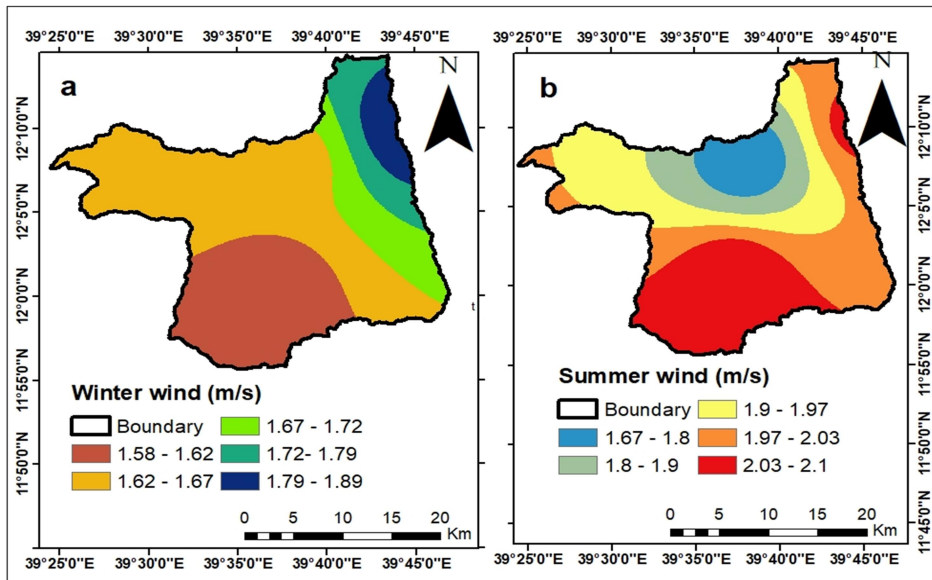 39°25'0"E 39°30'0"E 39°35'0"E 39°40'0"E 39°45'0"E
a
N
12°10'0"N
12°5'0"N
12°0'0"N
11°55'0"N
11°50'0"N
t
Winter wind (m/s)
Boundary
1.58 - 1.62
1.62 - 1.67
1.67 - 1.72
1.72- 1.79
1.79 - 1.89
0 5 10 15 20
Km
39°25'0"E 39°30'0"E 39°35'0"E 39°40'0"E 39°45'0"E
39°25'0"E 39°30'0"E 39°35'0"E 39°40'0"E 39°45'0"E
b
N
12°10'0"N
12°5'0"N
12°0'0"N
11°55'0"N
11°50'0"N
11°45'0"N
Summer wind (m/s)
Boundary
1.67 - 1.8
1.8 - 1.9
1.9 - 1.97
1.97 - 2.03
2.03 - 2.1
0 5 10 15 20
Km
39°25'0"E 39°30'0"E 39°35'0"E 39°40'0"E 39°45'0"E